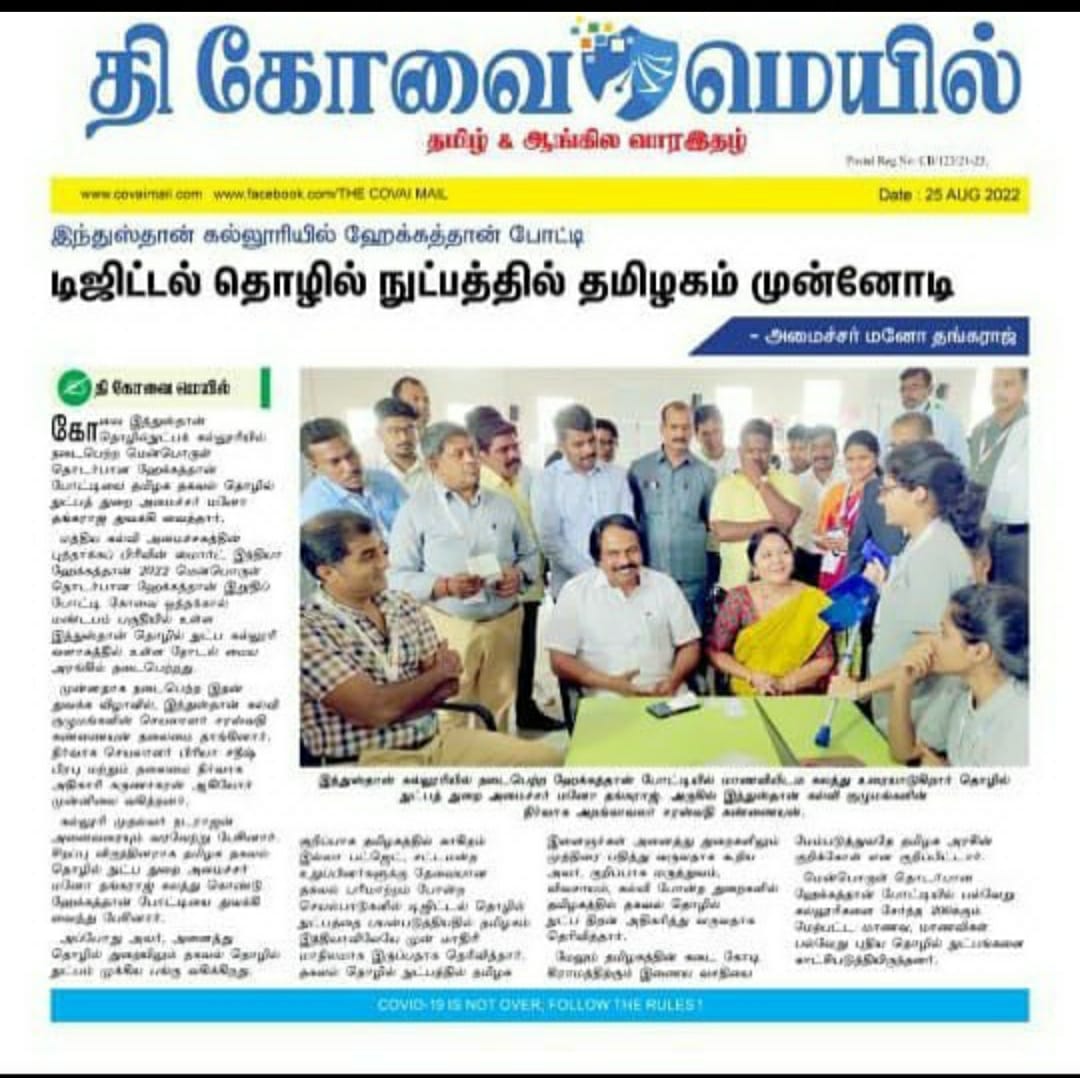 தி கோவை மெயில்
தமிழ் & ஆங்கில வாரஇதழ்
Postal Reg No: CB/123/21-23,
www.covaimail.com www.facebook.com/THE COVAI MAIL
Date : 25 AUG 2022
இந்துஸ்தான் கல்லூரியில் ஹேக்கத்தான் போட்டி
டிஜிட்டல் தொழில் நுட்பத்தில் தமிழகம் முன்னோடி
- அமைச்சர் மனோ தங்கராஜ்
தி கோவை மெயில்
கோவை இந்துஸ்தான்
தொழில்நுட்பக் கல்லூரியில்
நடைபெற்ற மென்பொருள்
தொடர்பான ஹேக்கத்தான்
போட்டியை தமிழக தகவல் தொழில்
நுட்பத் துறை அமைச்சர் மனோ
தங்கராஜ் துவக்கி வைத்தார்.
மத்திய கல்வி அமைச்சகத்தின்
புத்தாக்கப் பிரிவின் ஸ்மார்ட் இந்தியா
ஹேக்கத்தான் 2022 மென்பொருள்
தொடர்பான ஹேக்கத்தான் இறுதிப்
போட்டி கோவை ஒத்தக்கால்
மண்டபம் பகுதியில் உள்ள
இந்துஸ்தான் தொழில் நுட்ப கல்லூரி
வளாகத்தில் உள்ள நோடல் மைய
அரங்கில் நடைபெற்றது.
முன்னதாக நடைபெற்ற இதன்
துவக்க விழாவில், இந்துஸ்தான் கல்வி
குழுமங்களின் செயலாளர் சரஸ்வதி
கண்ணையன் தலைமை தாங்கினார்.
நிர்வாக செயலாளர் பிரியா சதீஷ்
பிரபு மற்றும் தலைமை நிர்வாக
அதிகாரி கருணாகரன் ஆகியோர்
முன்னிலை வகித்தனர்.
கல்லூரி முதல்வர் நடராஜன்
அனைவரையும் வரவேற்று பேசினார்.
சிறப்பு விருந்தினராக தமிழக தகவல்
தொழில் நுட்ப துறை அமைச்சர்
மனோ தங்கராஜ் கலந்து கொண்டு
ஹேக்கத்தான் போட்டியை துவக்கி
வைத்து பேசினார்.
அப்போது அவர், அனைத்து
தொழில் துறையிலும் தகவல் தொழில்
நுட்பம் முக்கிய பங்கு வகிக்கிறது.
இந்துஸ்தான் கல்லூரியில் நடைபெற்ற ஹேக்கத்தான் போட்டியில் மாணவியிடம் கலந்து உரையாடுகிறார் தொழில்
நுட்பத் துறை அமைச்சர் மனோ தங்கராஜ். அருகில் இந்துஸ்தான் கல்வி குழுமங்களின்
நிர்வாக அறங்காவலர் சரஸ்வதி கண்ணையன்.
குறிப்பாக தமிழகத்தில் காகிதம்
இல்லா பட்ஜெட், சட்டமன்ற
உறுப்பினர்களுக்கு தேவையான
தகவல் பரிமாற்றம் போன்ற
செயல்பாடுகளில் டிஜிட்டல் தொழில்
நுட்பத்தை பயன்படுத்தியதில் தமிழகம்
இந்தியாவிலேயே முன் மாதிரி
மாநிலமாக இருப்பதாக தெரிவித்தார்.
தகவல் தொழில் நுட்பத்தில் தமிழக
இளைஞர்கள் அனைத்து துறைகளிலும்
முத்திரை பதித்து வருவதாக கூறிய
அவர், குறிப்பாக மருத்துவம்,
விவசாயம், கல்வி போன்ற துறைகளில்
தமிழகத்தில் தகவல் தொழில்
நுட்ப திறன் அதிகரித்து வருவதாக
தெரிவித்தார்.
மேலும் தமிழகத்தின் கடை கோடி
கிராமத்திற்கும் இணைய வசதியை
மேம்படுத்துவதே தமிழக அரசின்
குறிக்கோள் என குறிப்பிட்டார்.
மென்பொருள் தொடர்பான
ஹேக்கத்தான் போட்டியில் பல்வேறு
கல்லூரிகளை சேர்ந்த 200க்கும்
மேற்பட்ட மாணவ, மாணவிகள்
பல்வேறு புதிய தொழில் நுட்பங்களை
காட்சிபடுத்தியிருந்தனர்.
COVID-19 IS NOT OVER, FOLLOW THE RULES !